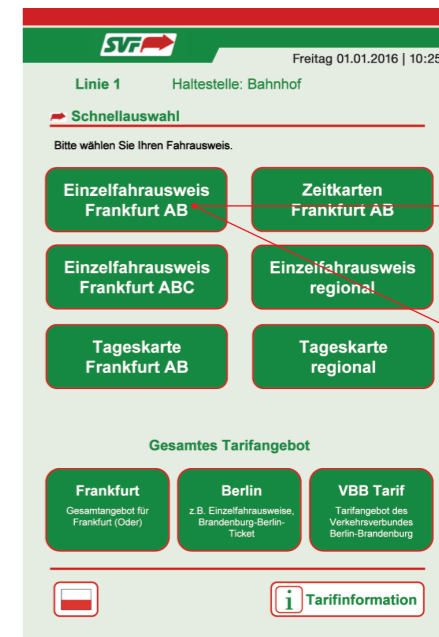 SVF
Freitag 01.01.2016 | 10:25
Linie 1 Haltestelle: Bahnhof
Schnellauswahl
Bitte wählen Sie Ihren Fahrausweis.
Einzelfahrausweis
Frankfurt AB
Zeitkarten
Frankfurt AB
Einzelfahrausweis
Frankfurt ABC
Einzelfahrausweis
regional
Tageskarte
Frankfurt AB
Tageskarte
regional
Gesamtes Tarifangebot
Frankfurt
Gesamtangebot für
Frankfurt (Oder)
Berlin
z.B. Einzelfahrausweise,
Brandenburg-Berlin-
Ticket
VBB Tarif
Tarifangebot des
Verkehrsverbundes
Berlin-Brandenburg
i Tarifinformation